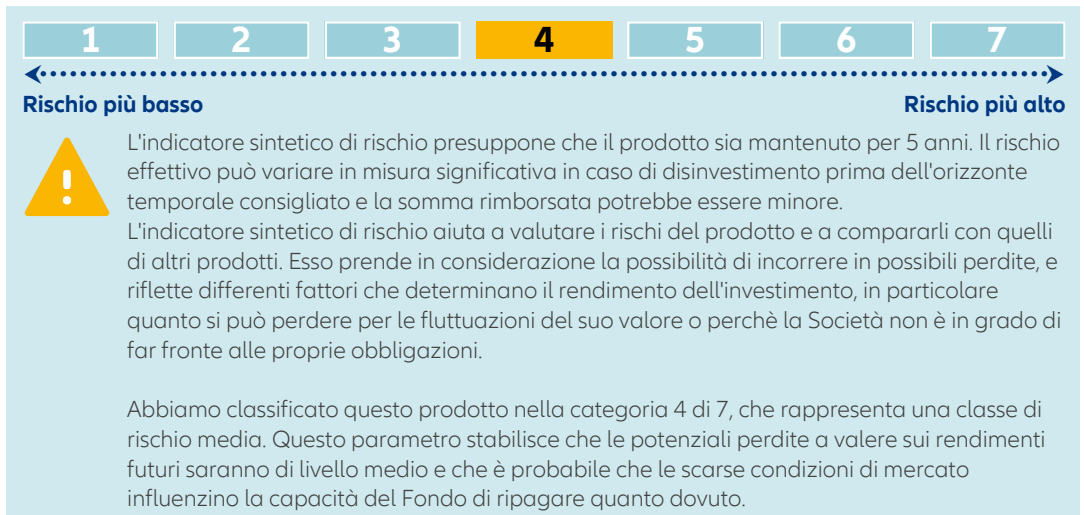 1 2 3 4 5 6 7
Rischio più basso Rischio più alto
L'indicatore sintetico di rischio presuppone che il prodotto sia mantenuto per 5 anni. Il rischio
effettivo può variare in misura significativa in caso di disinvestimento prima dell'orizzonte
temporale consigliato e la somma rimborsata potrebbe essere minore.
L'indicatore sintetico di rischio aiuta a valutare i rischi del prodotto e a compararli con quelli
di altri prodotti. Esso prende in considerazione la possibilità di incorrere in possibili perdite, e
riflette differenti fattori che determinano il rendimento dell'investimento, in particolare
quanto si può perdere per le fluttuazioni del suo valore o perchè la Società non è in grado di
far fronte alle proprie obbligazioni.
Abbiamo classificato questo prodotto nella categoria 4 di 7, che rappresenta una classe di
rischio media. Questo parametro stabilisce che le potenziali perdite a valere sui rendimenti
futuri saranno di livello medio e che è probabile che le scarse condizioni di mercato
influenzino la capacità del Fondo di ripagare quanto dovuto.